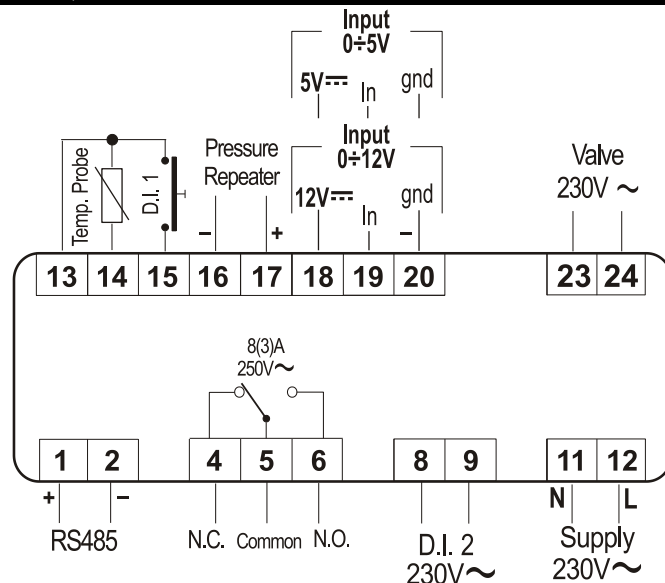 Input
0÷5V
5V⎓ In gnd
Input
0÷12V
12V⎓ In gnd
Temp. Probe
D.I. 1
Pressure
Repeater
Valve
230V ~
– + –
13 14 15 16 17 18 19 20 23 24
8(3)A
250V~
1 2 4 5 6 8 9 11 12
+ – N L
RS485 N.C. Common N.O. D.I. 2 Supply
230V~ 230V~